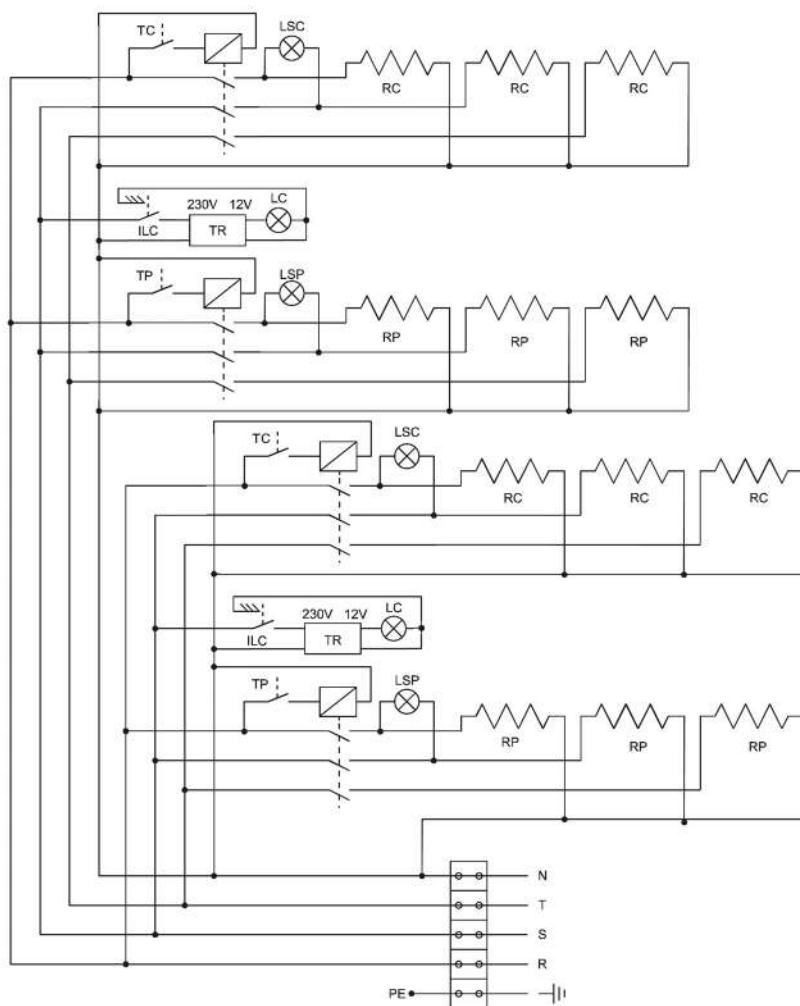 TC LSC
RC RC RC
230V 12V LC
ILC TR
TP LSP
RP RP RP
TC LSC
RC RC RC
230V 12V LC
ILC TR
TP LSP
RP RP RP
N
T
S
R
PE